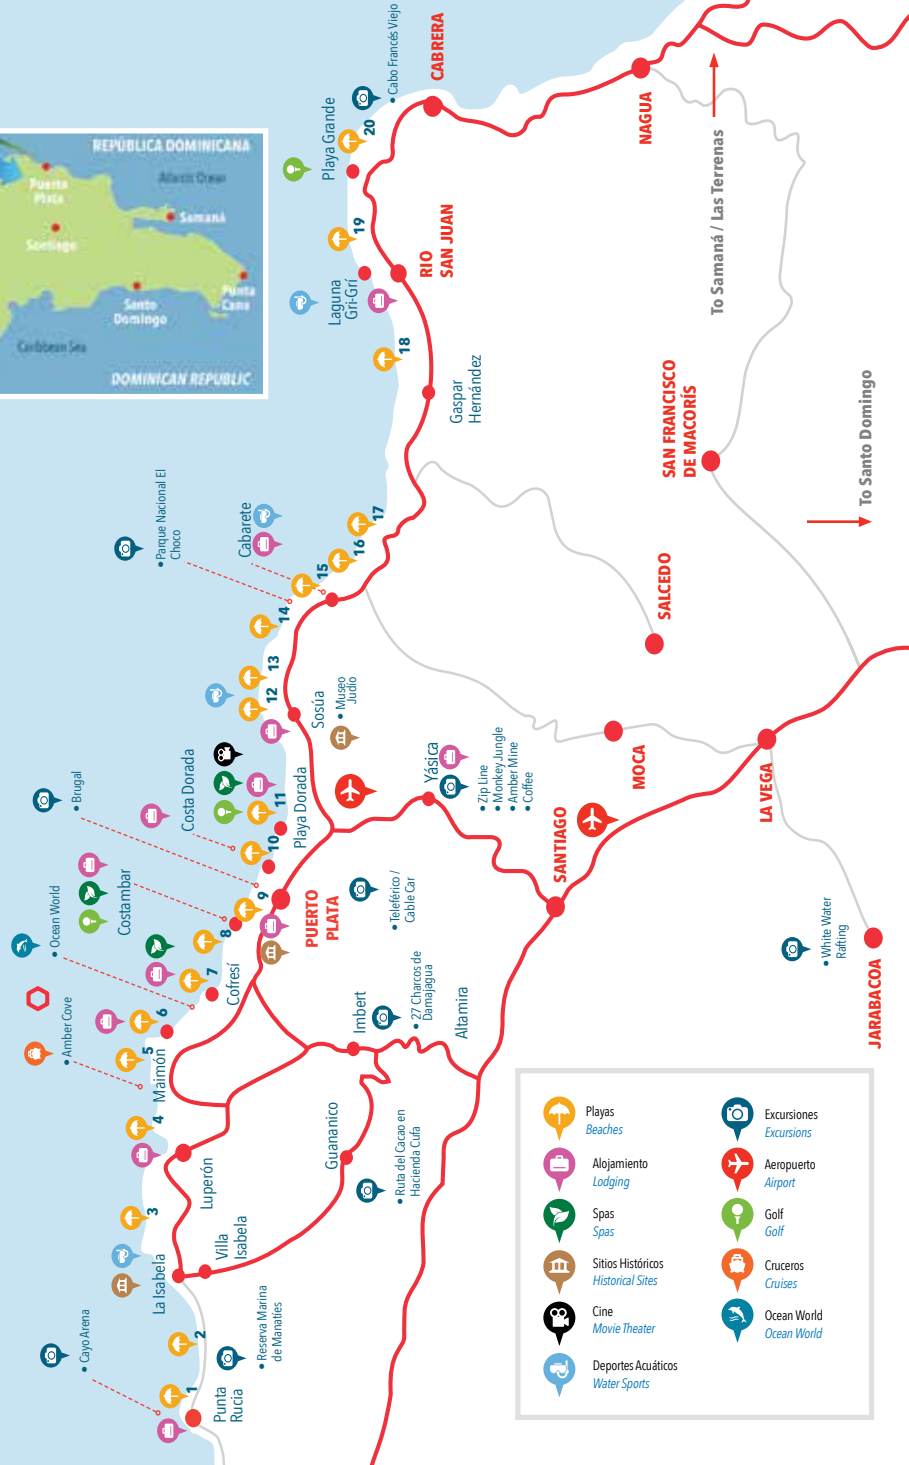 REPÚBLICA DOMINICANA
Atlantic Ocean
Puerto
Plata
Samaná
Santiago
Punta
Cana
Santo
Domingo
Caribbean Sea
DOMINICAN REPUBLIC
• Cayo Arena
Punta
Rucia
1
2
• Reserva Marina
de Manatíes
La Isabela
Villa
Isabela
3
Luperón
4
Guananico
• Ruta del Cacao en
Hacienda Cufa
• Amber Cove
Maimón
5
6
• Ocean World
Cofresí
7
8
Imbert
• 27 Charcos de
Damajagua
Altamira
Costambar
9
• Brugal
PUERTO
PLATA
• Teleférico /
Cable Car
Costa Dorada
10
Playa Dorada
11
Yásica
• Zip Line
• Monkey Jungle
• Amber Mine
• Coffee
SANTIAGO
Sosúa
• Museo
Judío
12
13
14
• Parque Nacional El
Choco
Cabarete
15
16
17
MOCA
LA VEGA
• White Water
Rafting
JARABACOA
SALCEDO
SAN FRANCISCO
DE MACORÍS
To Santo Domingo
Gaspar
Hernández
18
Laguna
Gri-Grí
RIO
SAN JUAN
19
Playa Grande
20
• Cabo Francés Viejo
CABRERA
NAGUA
To Samaná / Las Terrenas
Playas
Beaches
Alojamiento
Lodging
Spas
Spas
Sitios Históricos
Historical Sites
Cine
Movie Theater
Deportes Acuáticos
Water Sports
Excursiones
Excursions
Aeropuerto
Airport
Golf
Golf
Cruceros
Cruises
Ocean World
Ocean World